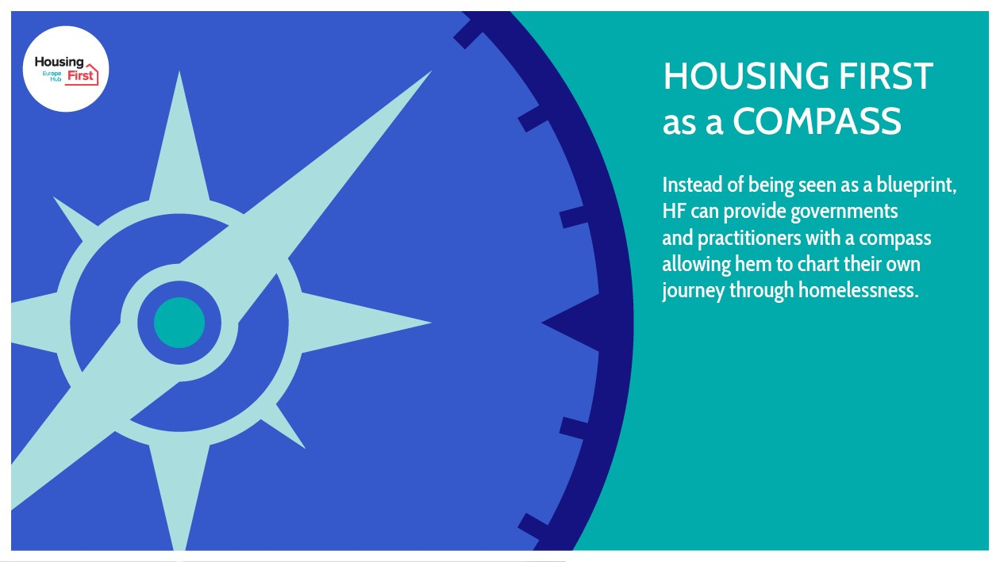 Housing
Europe
Hub
First
HOUSING FIRST
as a COMPASS
Instead of being seen as a blueprint,
HF can provide governments
and practitioners with a compass
allowing hem to chart their own
journey through homelessness.